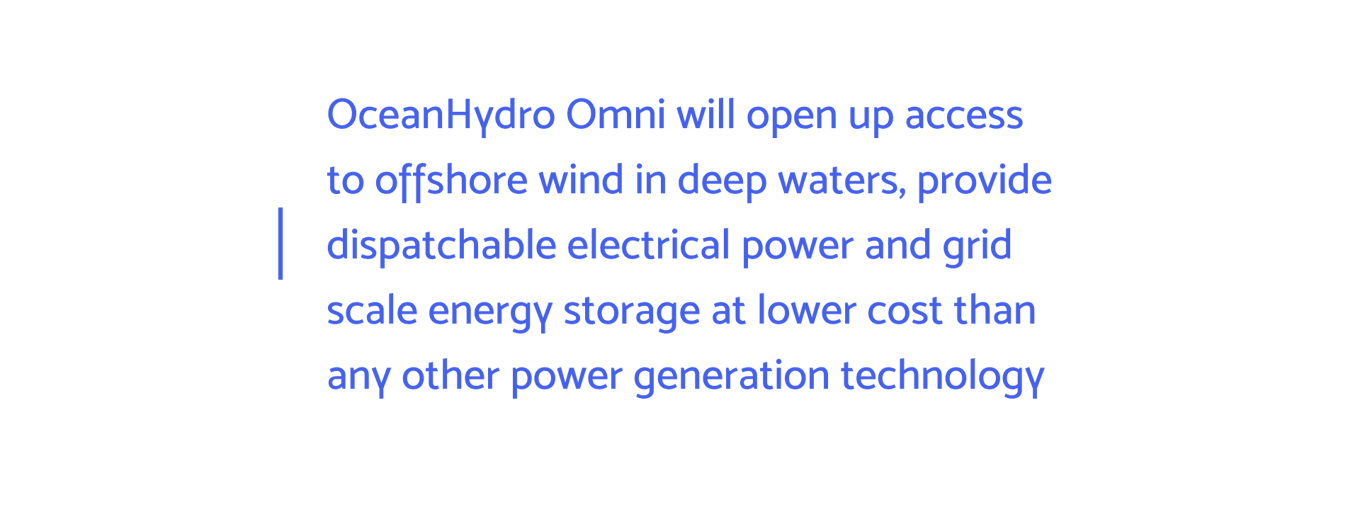 OceanHydro Omni will open up access
to offshore wind in deep waters, provide
dispatchable electrical power and grid
scale energy storage at lower cost than
any other power generation technology